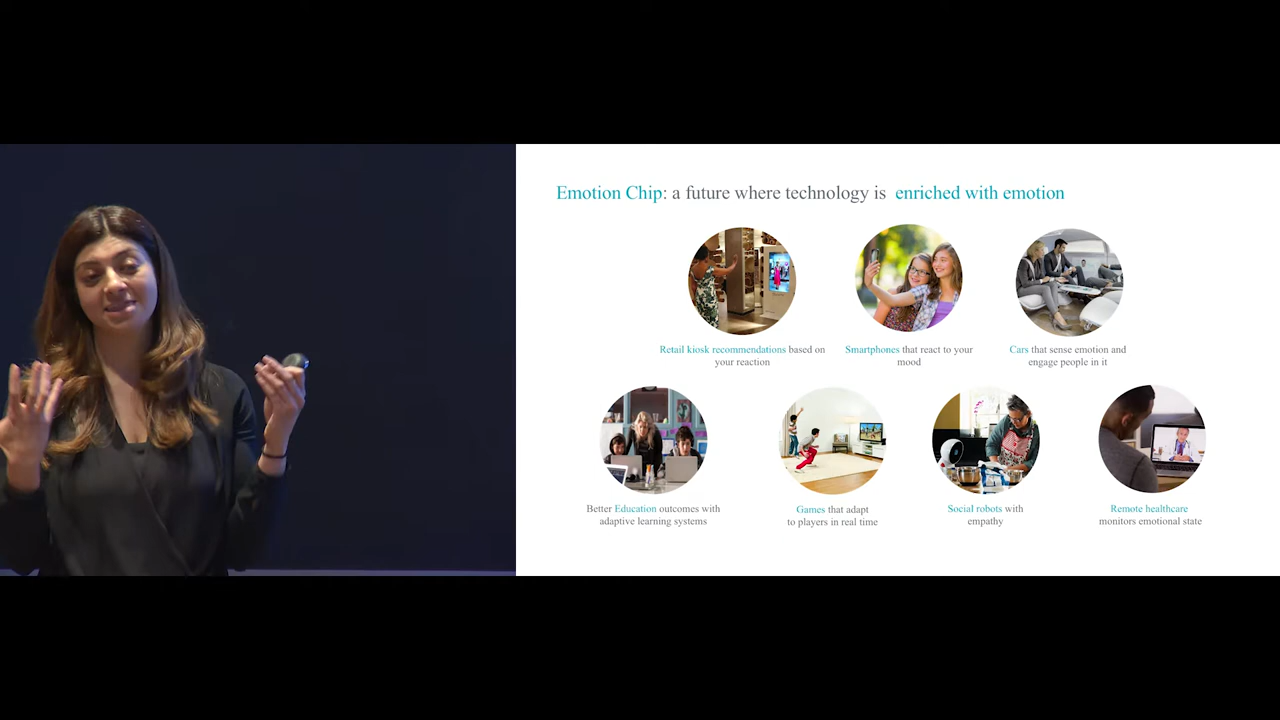 Emotion Chip: a future where technology is enriched with emotion
Retail kiosk recommendations based on
your reaction
Smartphones that react to your
mood
Cars that sense emotion and
engage people in it
Better Education outcomes with
adaptive learning systems
Games that adapt
to players in real time
Social robots with
empathy
Remote healthcare
monitors emotional state